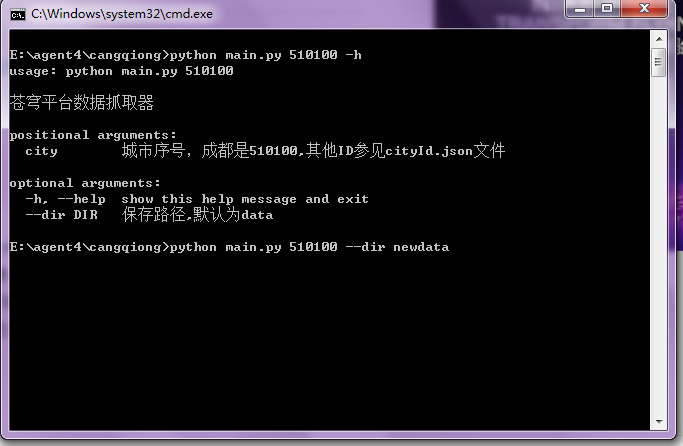 C:\Windows\system32\cmd.exe
E:\agent4\cangqiong>python main.py 510100 -h
usage: python main.py 510100
苍穹平台数据抓取器
positional arguments:
city 城市序号，成都是510100,其他ID参见cityId.json文件
optional arguments:
-h, --help show this help message and exit
--dir DIR 保存路径,默认为data
E:\agent4\cangqiong>python main.py 510100 --dir newdata